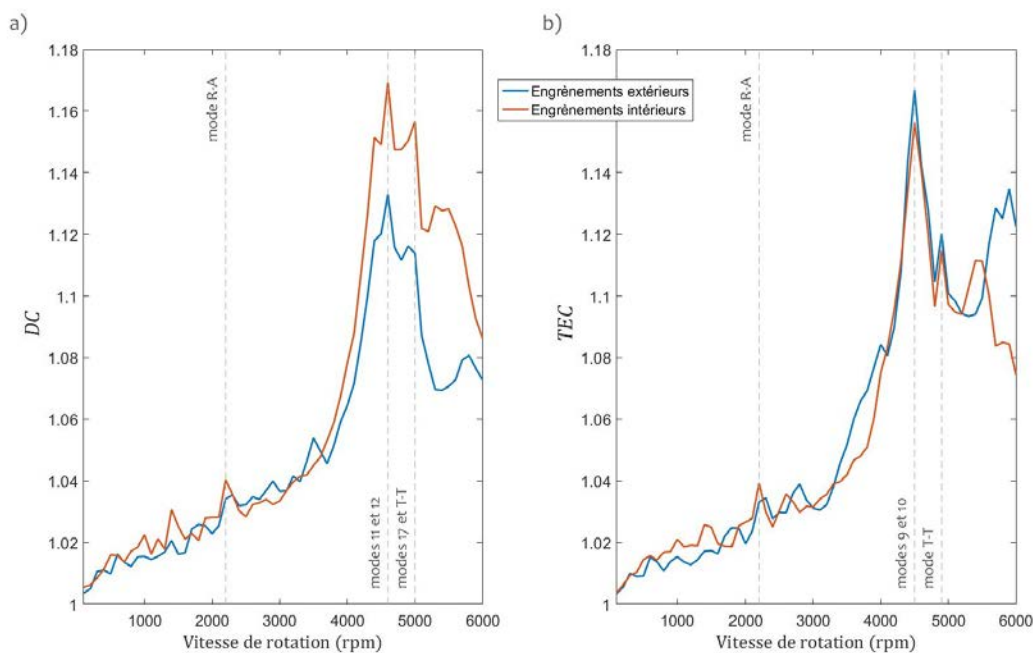 a)
1.18
1.16
1.14
1.12
1.1
1.08
1.06
1.04
1.02
1
DC
mode R-A
modes 11 et 12
modes 17 et T-T
1000
2000
3000
4000
5000
6000
Vitesse de rotation (rpm)
Engrènements extérieurs
Engrènements intérieurs
b)
1.18
1.16
1.14
1.12
1.1
1.08
1.06
1.04
1.02
1
TEC
mode R-A
modes 9 et 10
mode T-T
1000
2000
3000
4000
5000
6000
Vitesse de rotation (rpm)